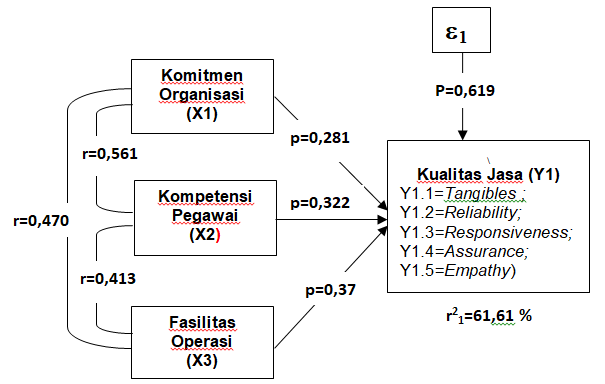 ε1
P=0,619
Komitmen
Organisasi
(X1)
r=0,561
p=0,281
Kualitas Jasa (Y1)
Y1.1=Tangibles ;
Y1.2=Reliability;
Y1.3=Responsiveness;
Y1.4=Assurance;
Y1.5=Empathy)
Kompetensi
Pegawai
(X2)
p=0,322
r=0,470
r=0,413
p=0,37
Fasilitas
Operasi
(X3)
r²1=61,61 %